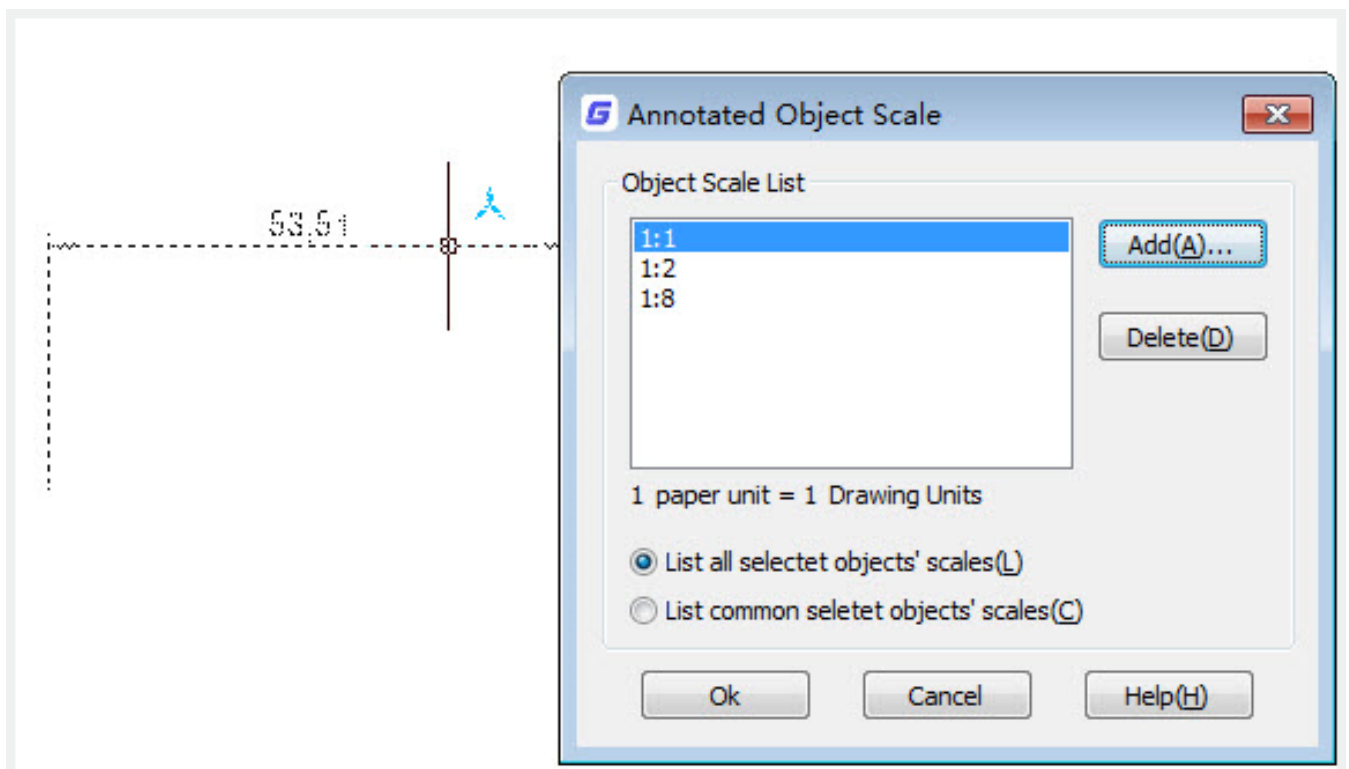 Annotated Object Scale
Object Scale List
53,51
1:1
Add(A)...
1:2
1:8
Delete(D)
1 paper unit = 1 Drawing Units
List all selectet objects' scales(L)
List common seletet objects' scales(C)
Ok
Cancel
Help(H)